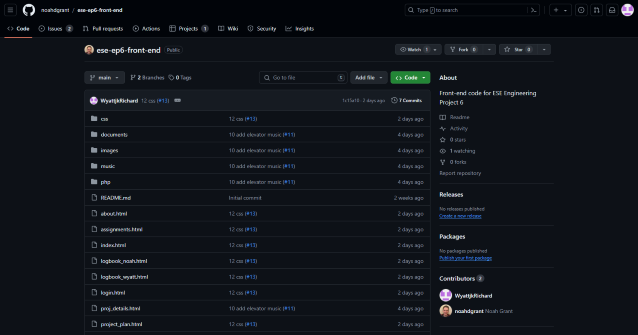 noahdgrant / ese-ep6-front-end
Type / to search
Code Issues 2 Pull requests Actions Projects 1 Wiki Security Insights
ese-ep6-front-end Public
Watch 1 Fork 0 Star 0
main 2 Branches 0 Tags Go to file t Add file Code
WyattjkRichard 12 css (#13) 2 days ago 7 Commits
css 12 css (#13) 2 days ago
documents 10 add elevator music (#11) 4 days ago
images 10 add elevator music (#11) 4 days ago
music 10 add elevator music (#11) 4 days ago
php 10 add elevator music (#11) 4 days ago
README.md Initial commit 2 weeks ago
about.html 12 css (#13) 2 days ago
assignments.html 12 css (#13) 2 days ago
index.html 12 css (#13) 2 days ago
logbook_noah.html 12 css (#13) 2 days ago
logbook_wyatt.html 12 css (#13) 2 days ago
login.html 12 css (#13) 2 days ago
proj_details.html 10 add elevator music (#11) 4 days ago
project_plan.html 12 css (#13) 2 days ago
About
Front-end code for ESE Engineering
Project 6
Readme
Activity
0 stars
1 watching
0 forks
Report repository
Releases
No releases published
Create a new release
Packages
No packages published
Publish your first package
Contributors 2
WyattjkRichard
noahdgrant Noah Grant